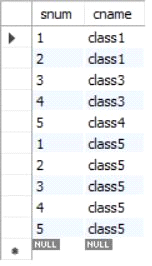 snum cname
1 class1
2 class1
3 class3
4 class3
5 class4
1 class5
2 class5
3 class5
4 class5
5 class5
NULL NULL